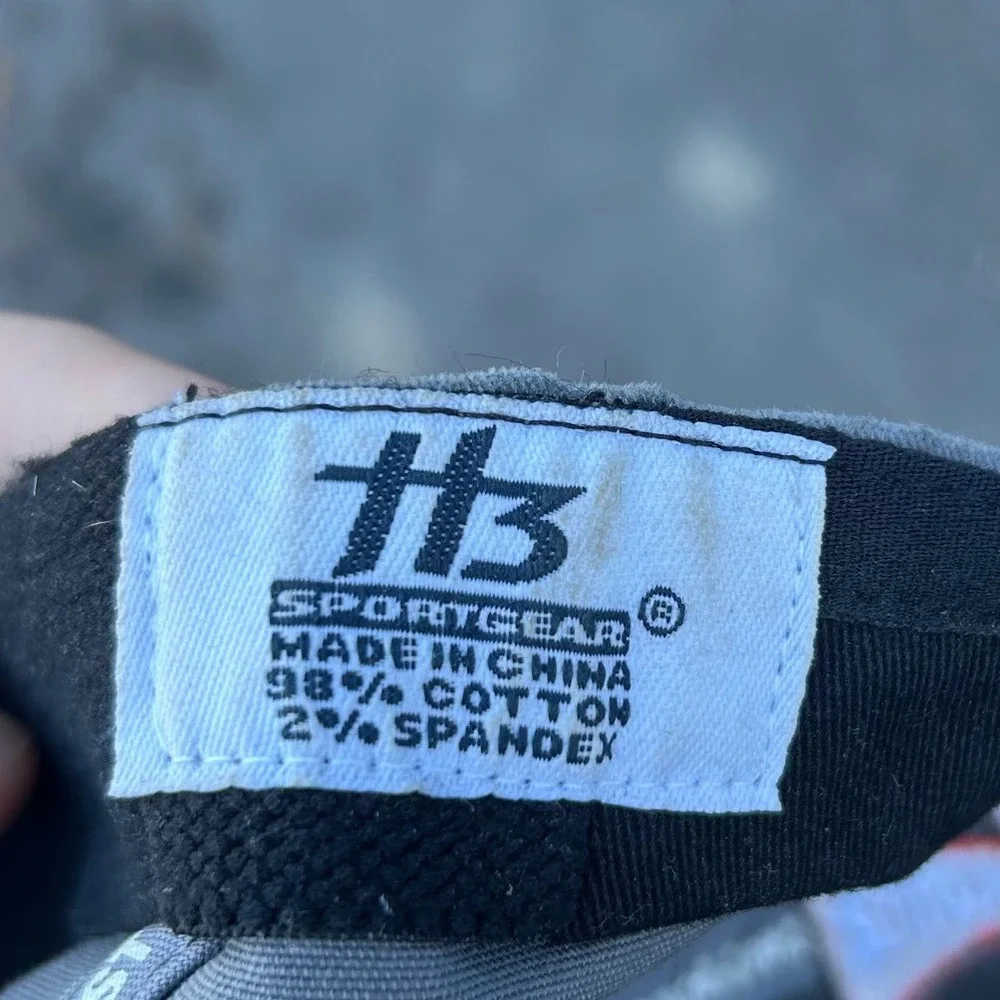 H3
SPORTGEAR®
MADE IN CHINA
98% COTTON
2% SPANDEX